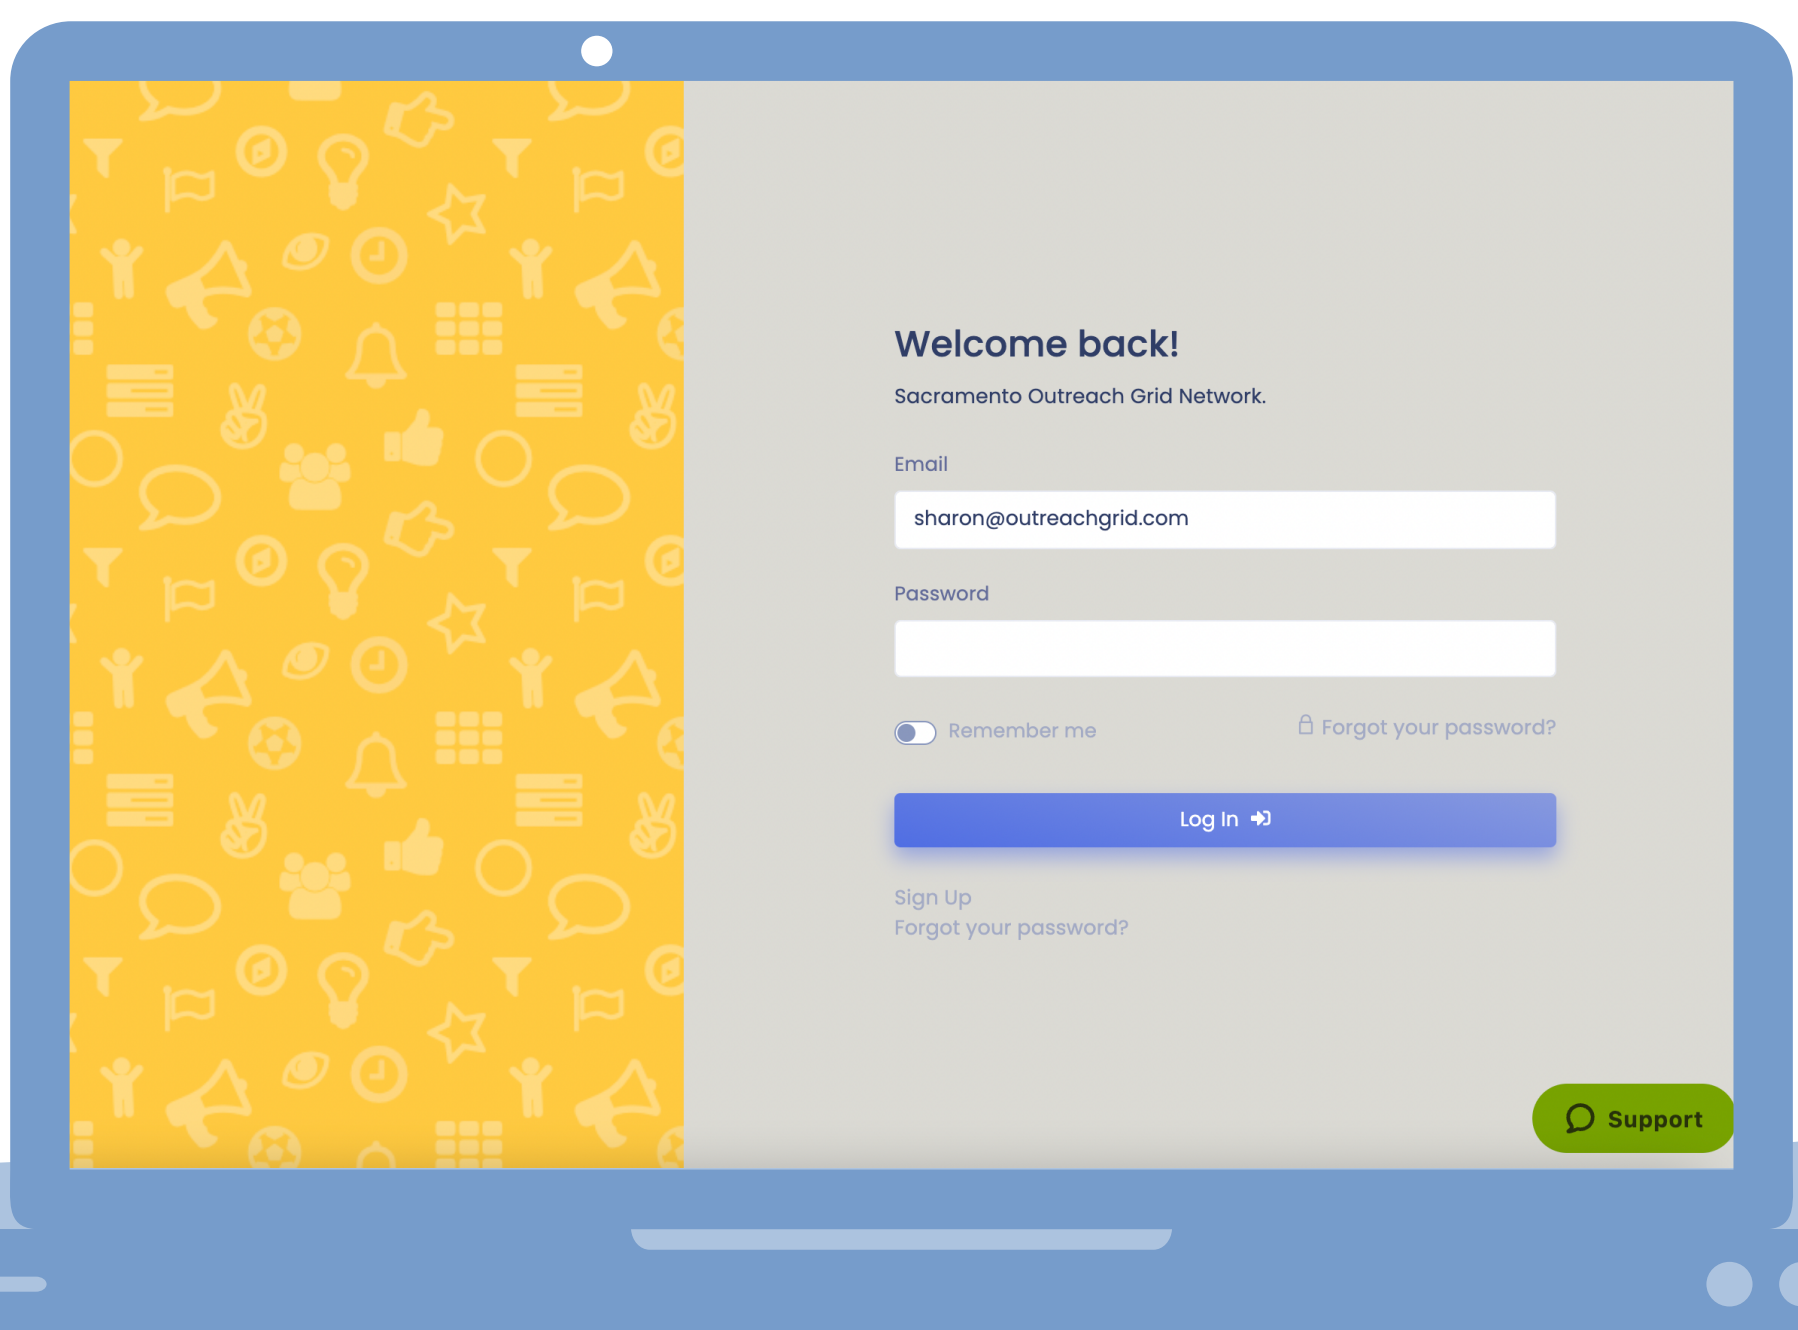 Welcome back!
Sacramento Outreach Grid Network.
Email
sharon@outreachgrid.com
Password
Remember me
Forgot your password?
Log In
Sign Up
Forgot your password?
Support